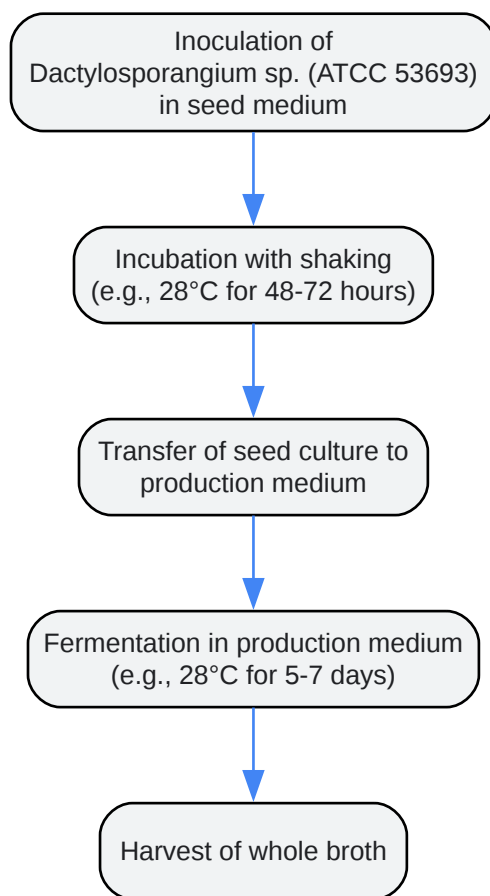 Inoculation of
Dactylosporangium sp. (ATCC 53693)
in seed medium
Incubation with shaking
(e.g., 28°C for 48-72 hours)
Transfer of seed culture to
production medium
Fermentation in production medium
(e.g., 28°C for 5-7 days)
Harvest of whole broth